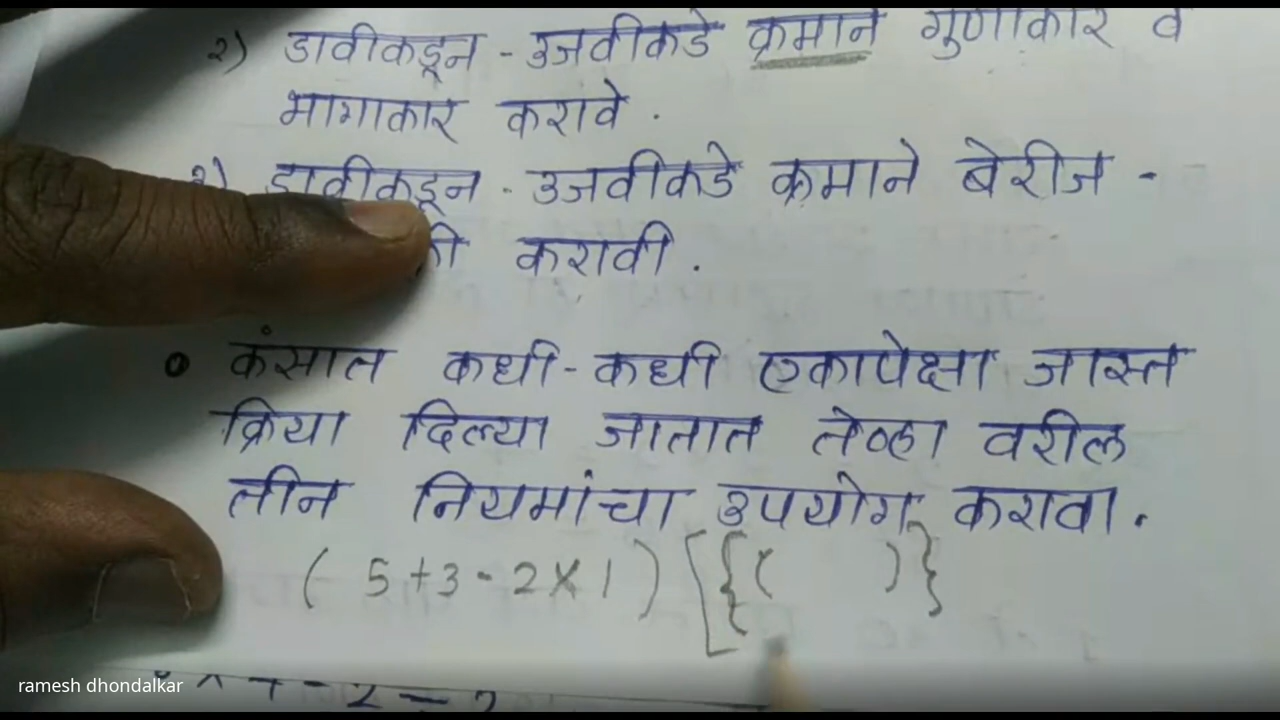 २) डावीकडून - उजवीकडे क्रमाने गुणाकार व
भागाकार करावे .
३) डावीकडून - उजवीकडे क्रमाने बेरीज -
करावी .
• कंसात कधी-कधी एकापेक्षा जास्त
क्रिया दिल्या जातात तेव्हा वरील
तीन नियमांचा उपयोग करावा .
( 5 + 3 - 2 × 1 ) [ { ( ) }
ramesh dhondalkar